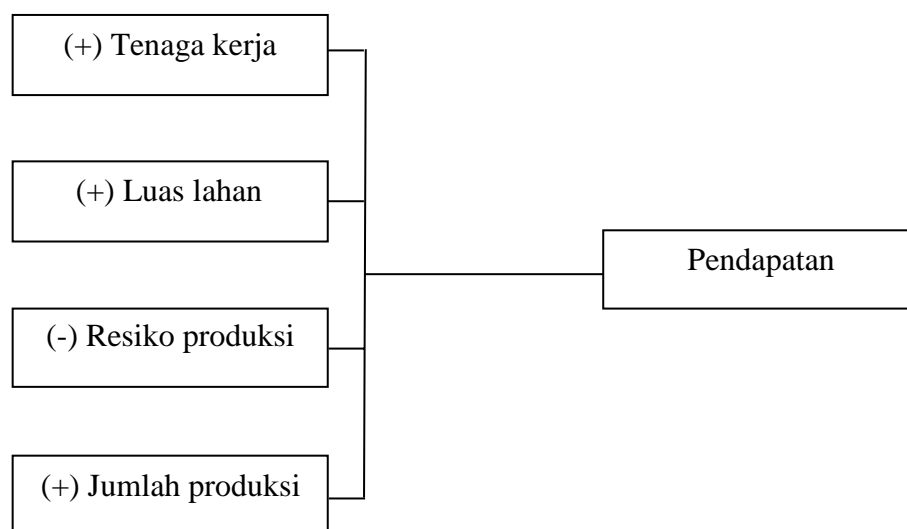 (+) Tenaga kerja
(+) Luas lahan
Pendapatan
(-) Resiko produksi
(+) Jumlah produksi